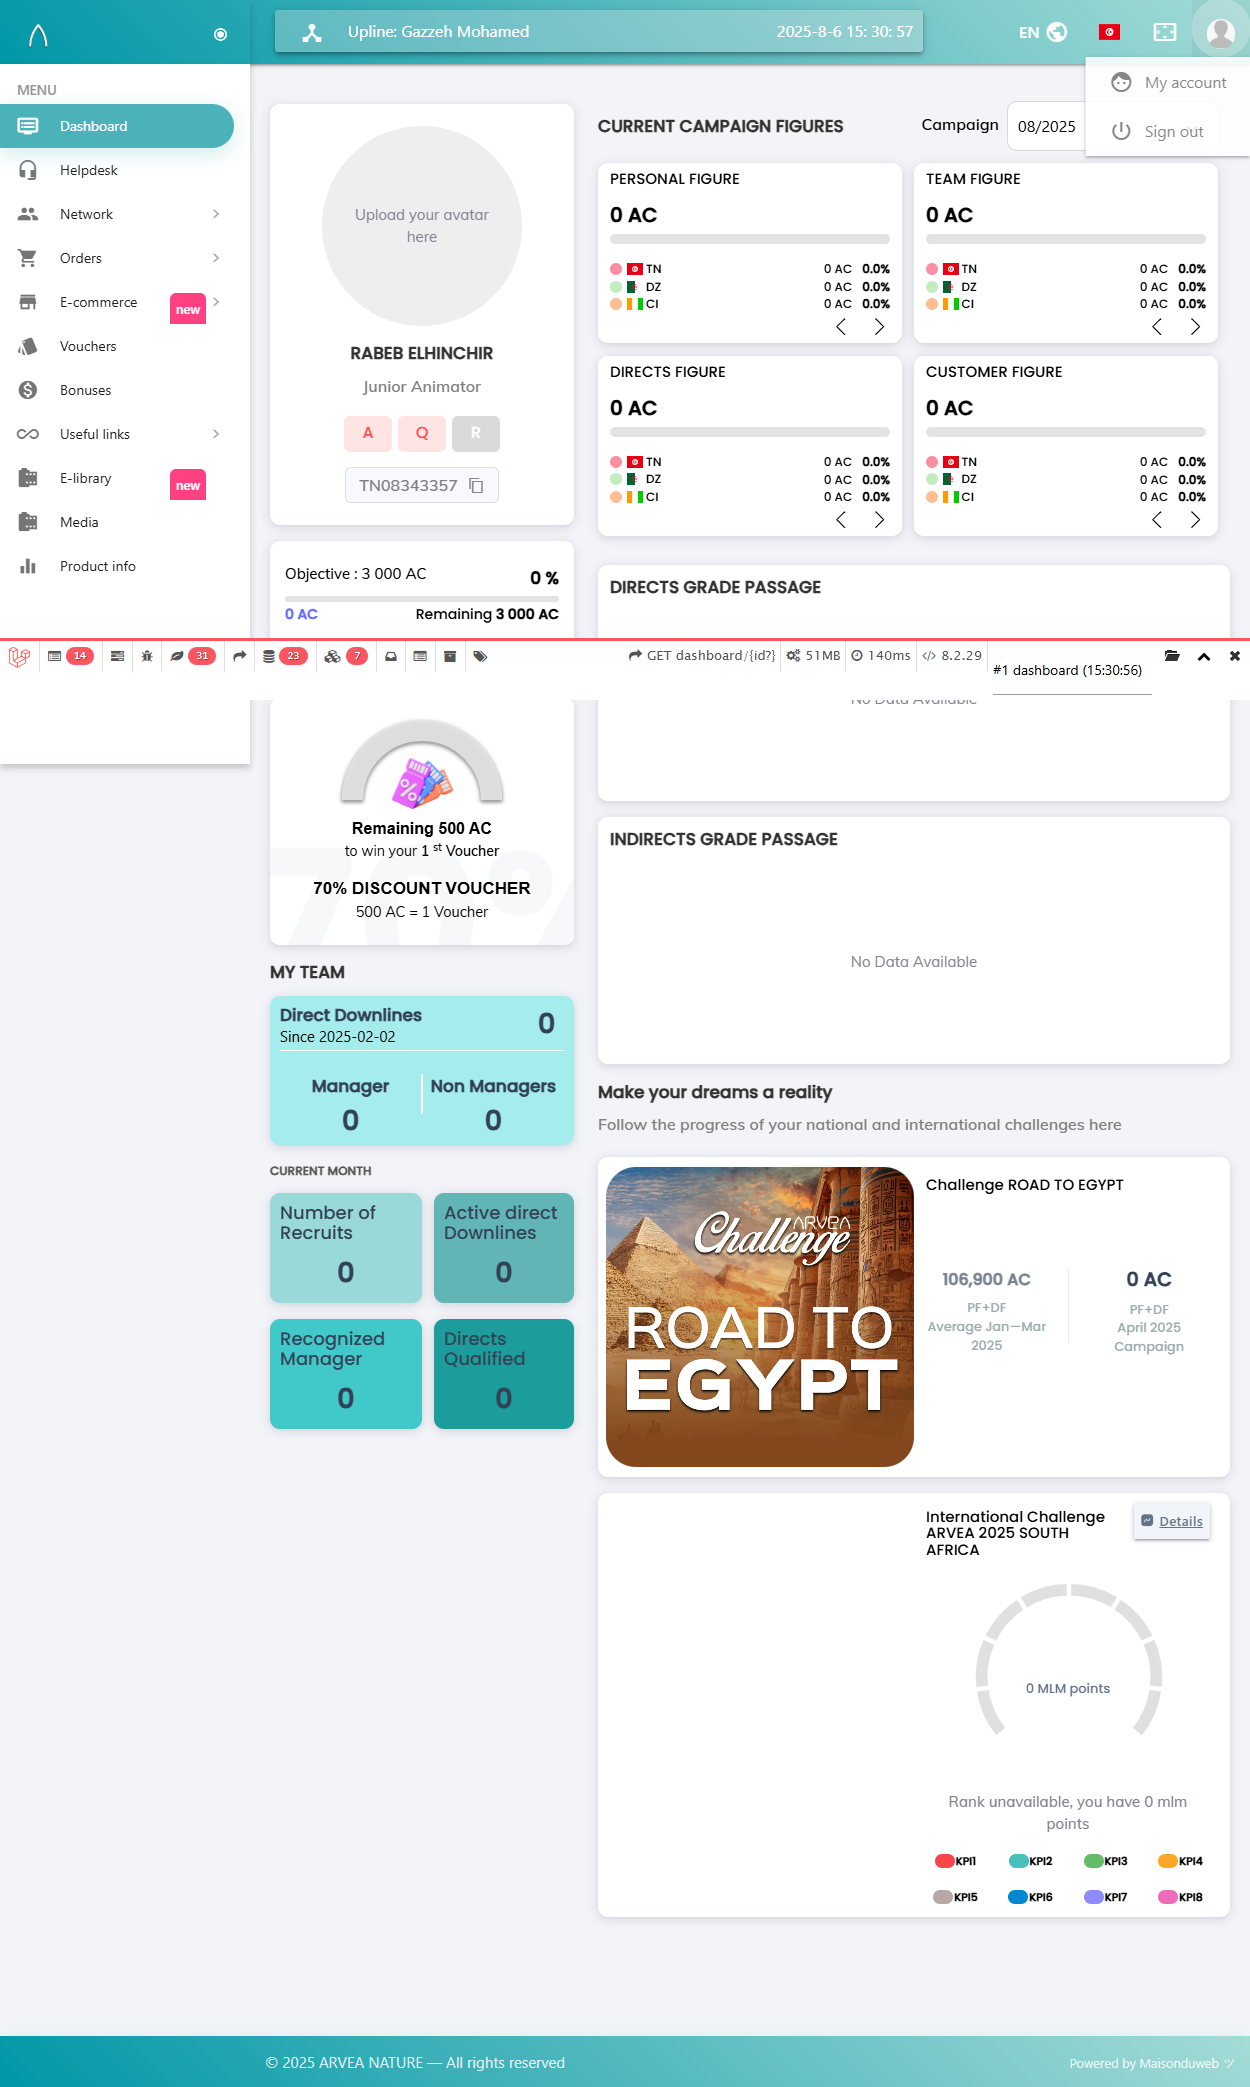 Upline: Gazzeh Mohamed
2025-8-6 15: 30: 57
EN
My account
Sign out
MENU
Dashboard
Helpdesk
Network
Orders
E-commerce
new
Vouchers
Bonuses
Useful links
E-library
new
Media
Product info
Upload your avatar
here
RABEB ELHINCHIR
Junior Animator
A
Q
R
TN08343357
Objective : 3 000 AC
0 %
0 AC
Remaining 3 000 AC
CURRENT CAMPAIGN FIGURES
Campaign
08/2025
PERSONAL FIGURE
0 AC
TN 0 AC 0.0%
DZ 0 AC 0.0%
CI 0 AC 0.0%
TEAM FIGURE
0 AC
TN 0 AC 0.0%
DZ 0 AC 0.0%
CI 0 AC 0.0%
DIRECTS FIGURE
0 AC
TN 0 AC 0.0%
DZ 0 AC 0.0%
CI 0 AC 0.0%
CUSTOMER FIGURE
0 AC
TN 0 AC 0.0%
DZ 0 AC 0.0%
CI 0 AC 0.0%
DIRECTS GRADE PASSAGE
14
31
23
7
GET dashboard/{id?}
51MB
140ms
8.2.29
#1 dashboard (15:30:56)
No Data Available
Remaining 500 AC
to win your 1 st Voucher
70% DISCOUNT VOUCHER
500 AC = 1 Voucher
70%
INDIRECTS GRADE PASSAGE
No Data Available
MY TEAM
Direct Downlines
Since 2025-02-02
0
Manager
0
Non Managers
0
CURRENT MONTH
Number of
Recruits
0
Active direct
Downlines
0
Recognized
Manager
0
Directs
Qualified
0
Make your dreams a reality
Follow the progress of your national and international challenges here
ARVEA
Challenge
ROAD TO
EGYPT
Challenge ROAD TO EGYPT
106,900 AC
PF+DF
Average Jan—Mar
2025
0 AC
PF+DF
April 2025
Campaign
International Challenge
ARVEA 2025 SOUTH
AFRICA
Details
0 MLM points
Rank unavailable, you have 0 mlm
points
KPI1
KPI2
KPI3
KPI4
KPI5
KPI6
KPI7
KPI8
© 2025 ARVEA NATURE — All rights reserved
Powered by Maisonduweb ツ